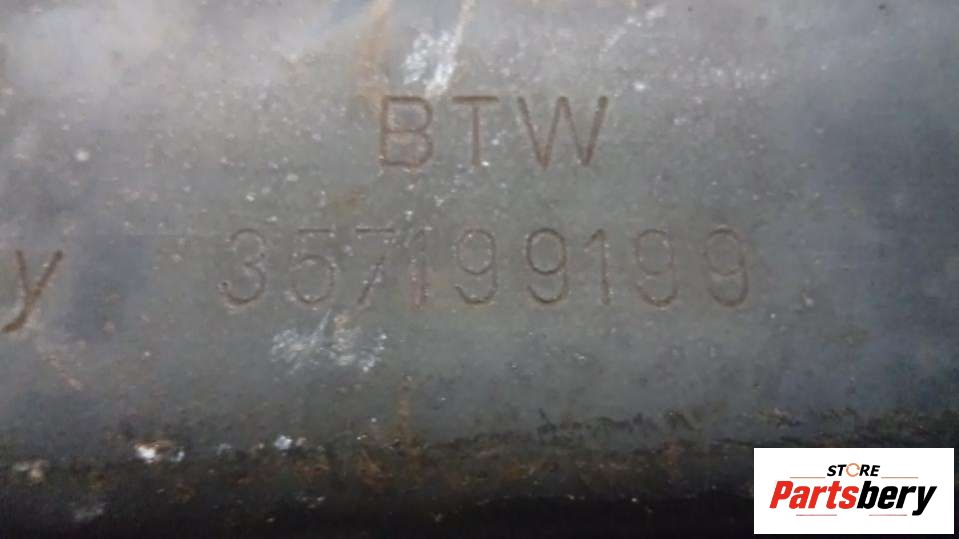 BTW
y 357199199
STORE
Partsbery